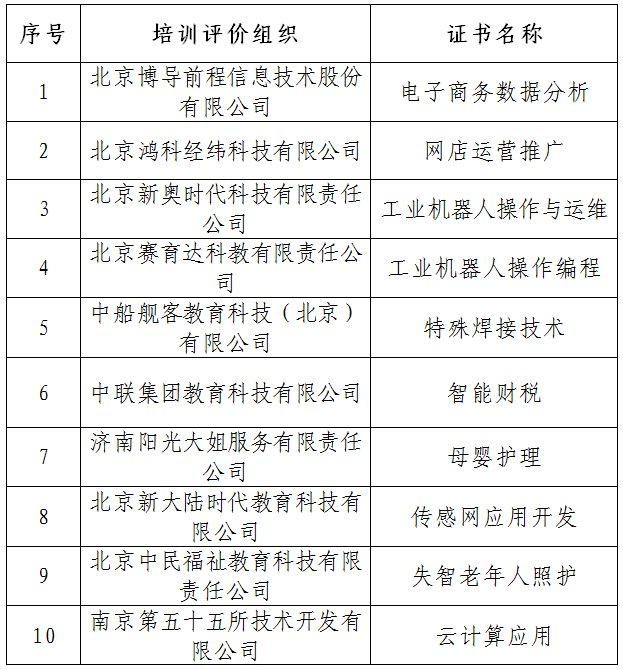 序号 培训评价组织 证书名称
1 北京博导前程信息技术股份有限公司 电子商务数据分析
2 北京鸿科经纬科技有限公司 网店运营推广
3 北京新奥时代科技有限责任公司 工业机器人操作与运维
4 北京赛育达科教有限责任公司 工业机器人操作编程
5 中船舰客教育科技（北京）有限公司 特殊焊接技术
6 中联集团教育科技有限公司 智能财税
7 济南阳光大姐服务有限责任公司 母婴护理
8 北京新大陆时代教育科技有限公司 传感网应用开发
9 北京中民福祉教育科技有限责任公司 失智老年人照护
10 南京第五十五所技术开发有限公司 云计算应用